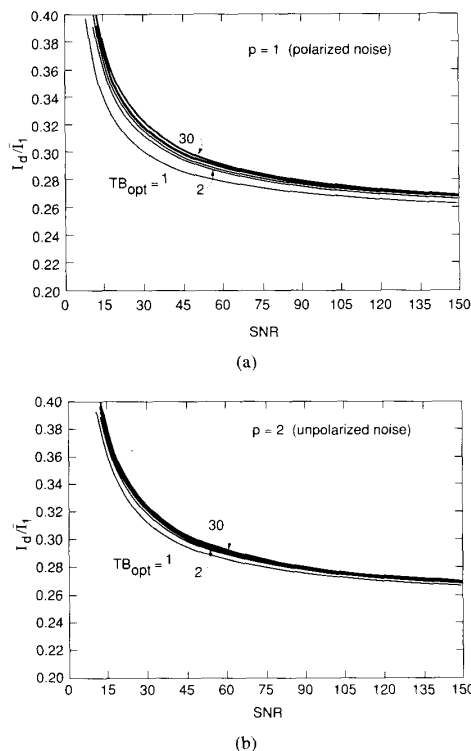 0.40
p = 1 (polarized noise)
0.38
0.36
0.34
I_d/Ī_1
0.32
0.30
30
0.28
TB_opt = 1
2
0.26
0.24
0.22
0.20
0 15 30 45 60 75 90 105 120 135 150
SNR
(a)
0.40
p = 2 (unpolarized noise)
0.38
0.36
0.34
I_d/Ī_1
0.32
0.30
30
0.28
TB_opt = 1
2
0.26
0.24
0.22
0.20
0 15 30 45 60 75 90 105 120 135 150
SNR
(b)